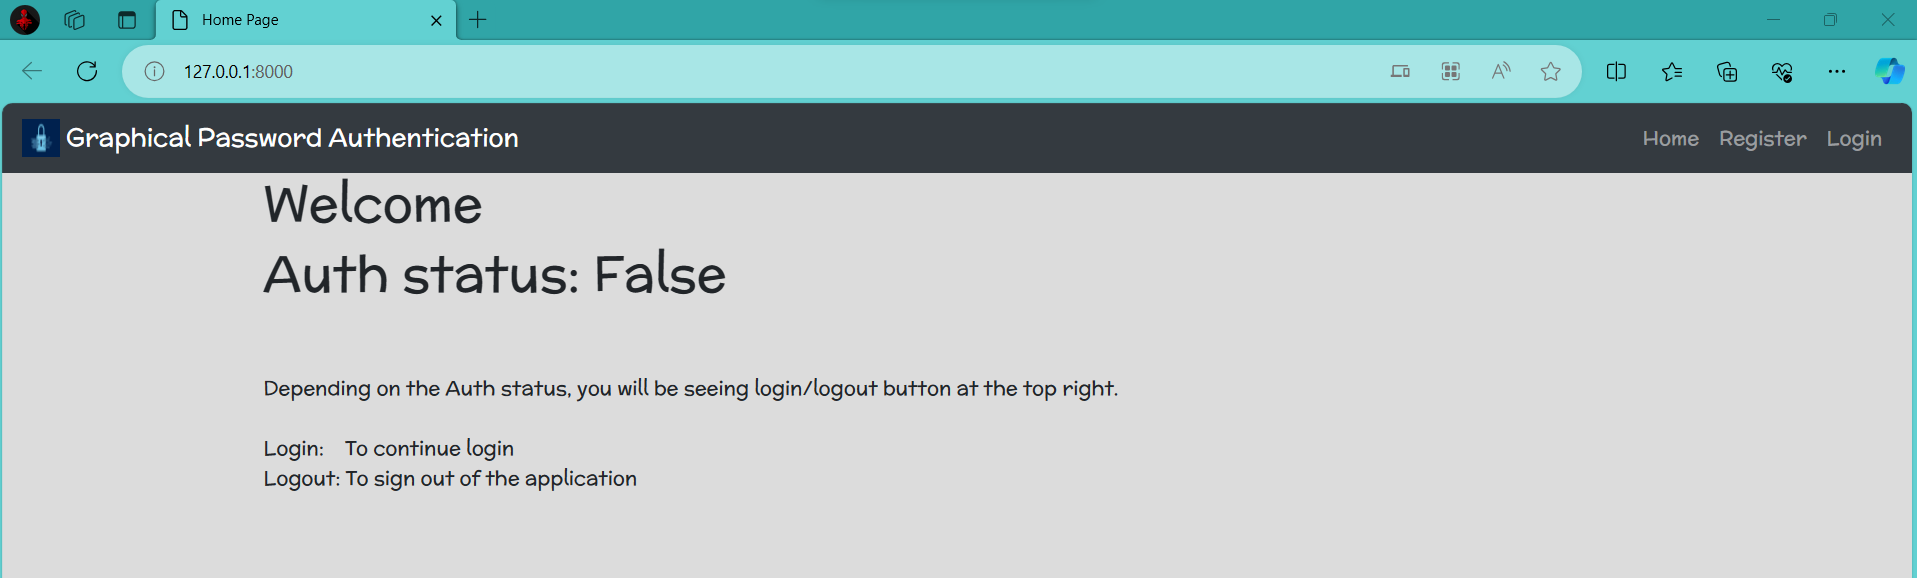 Home Page
127.0.0.1:8000
Graphical Password Authentication
Home Register Login
Welcome
Auth status: False
Depending on the Auth status, you will be seeing login/logout button at the top right.
Login: To continue login
Logout: To sign out of the application